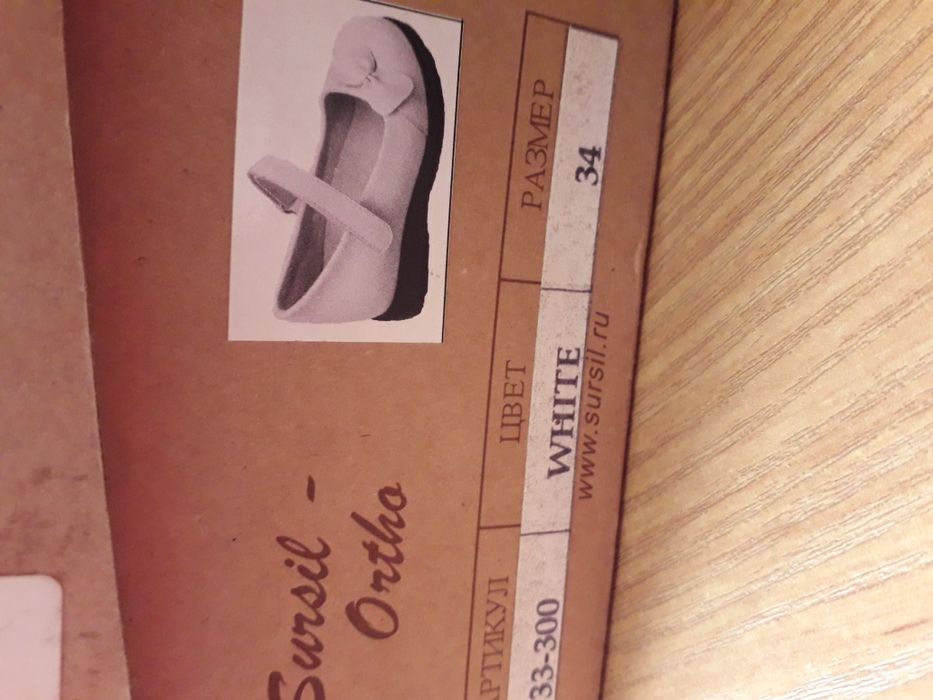 Sursil -
Ortho
АРТИКУЛ ЦВЕТ РАЗМЕР
33-300 WHITE 34
www.sursil.ru